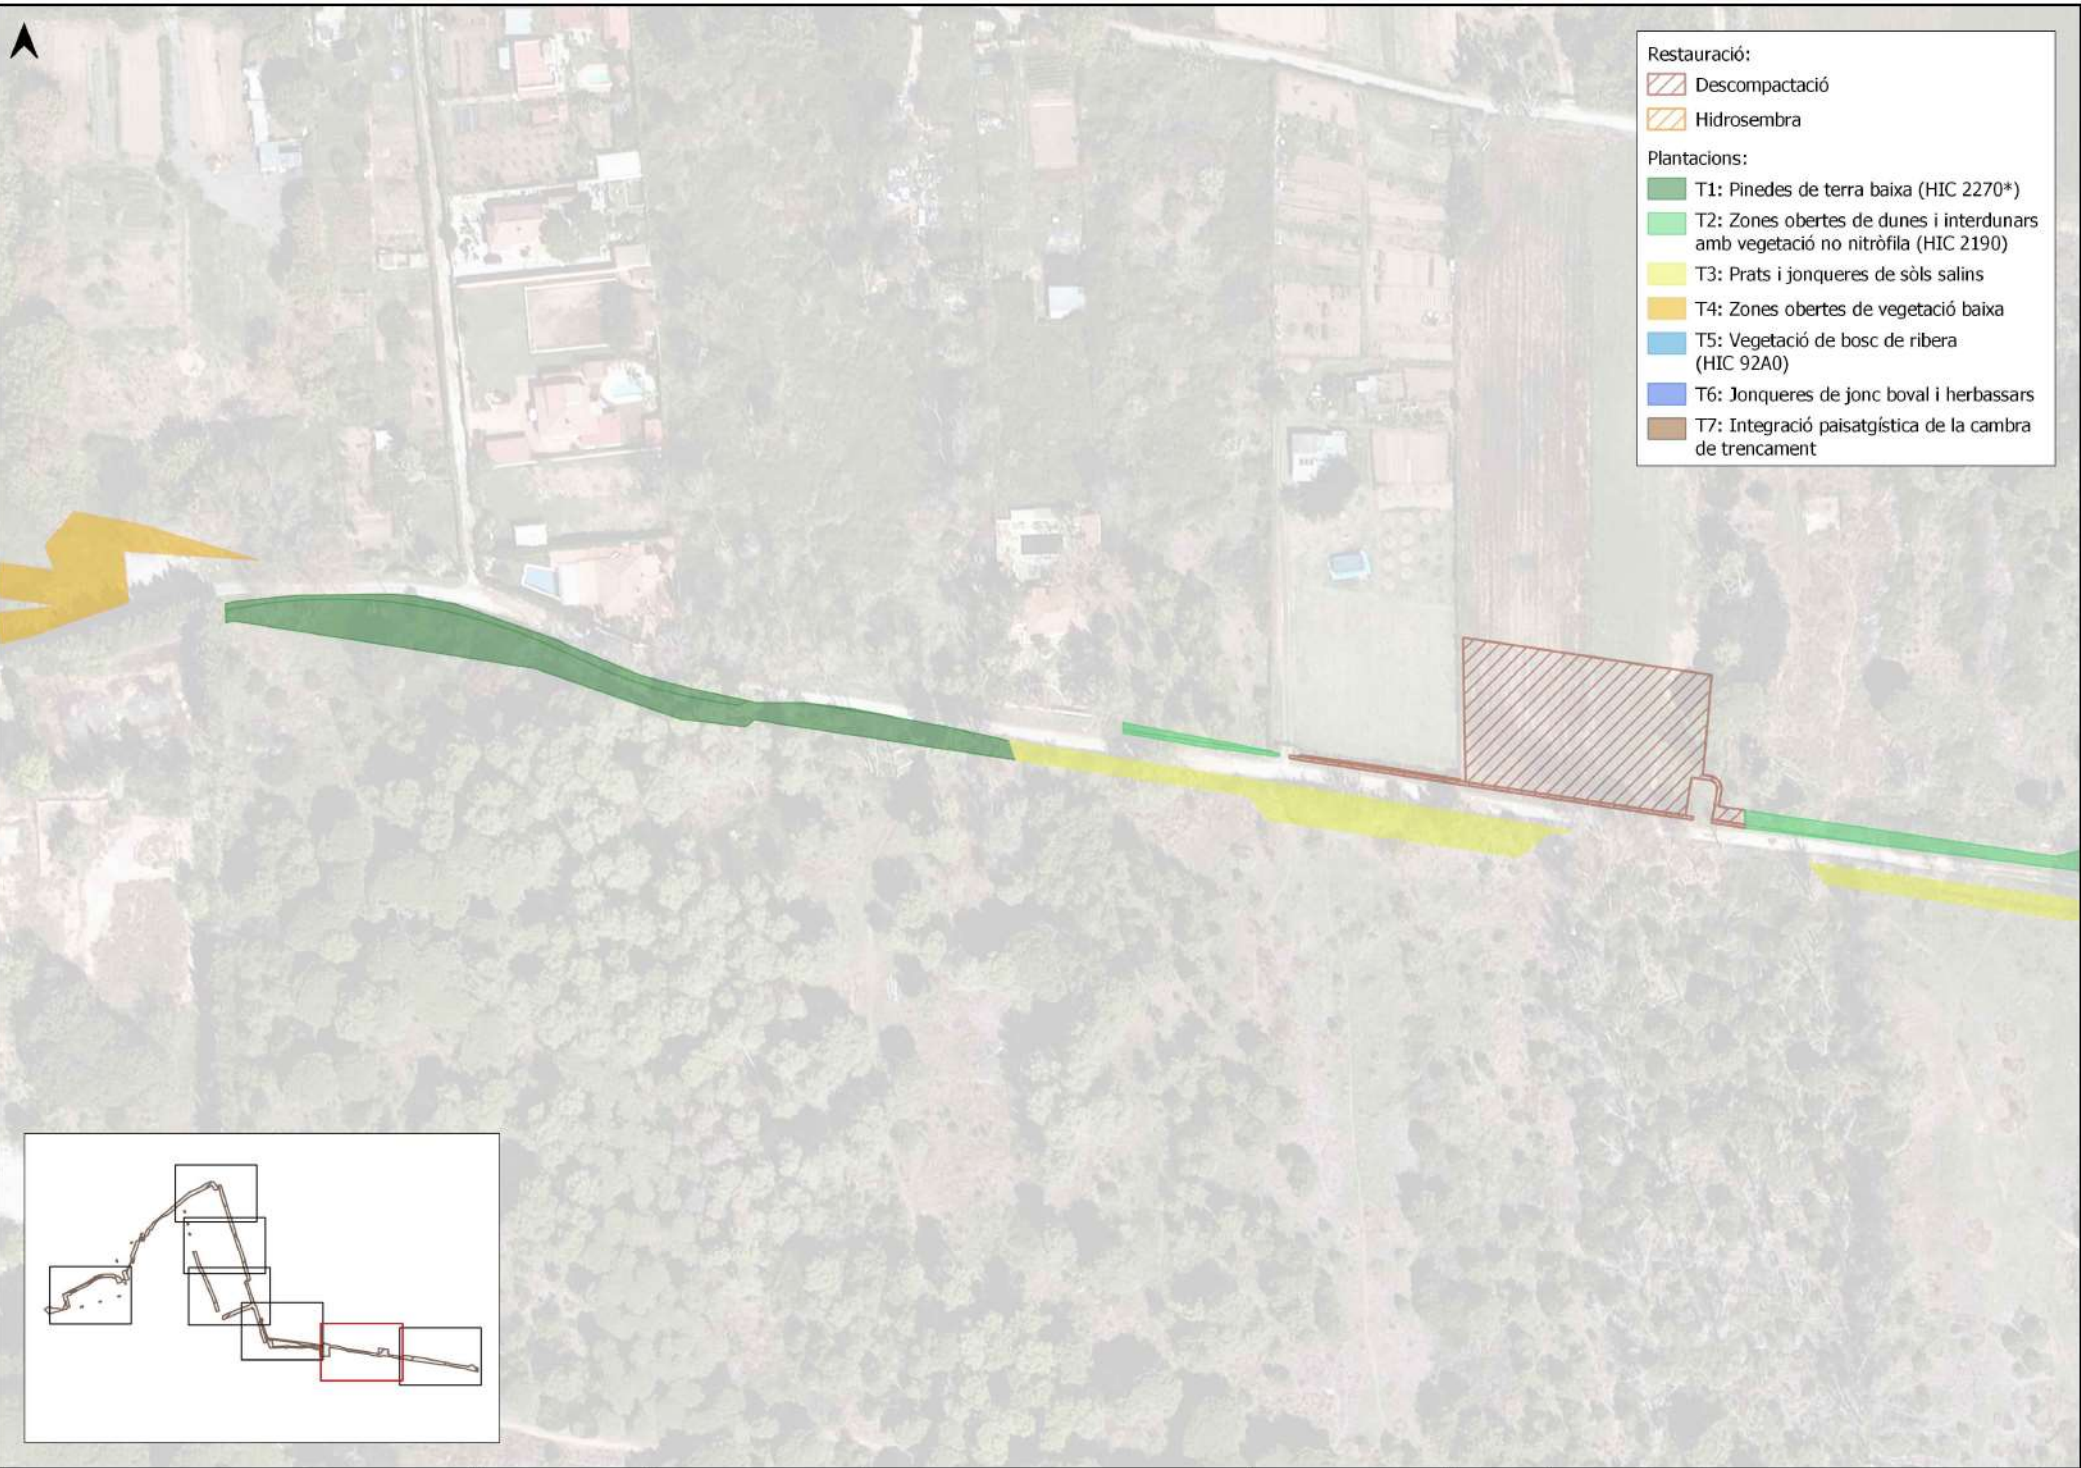 Restauració:
Descompactació
Hidrosembra
Plantacions:
T1: Pinedes de terra baixa (HIC 2270*)
T2: Zones obertes de dunes i interdunars
amb vegetació no nitròfila (HIC 2190)
T3: Prats i jonqueres de sòls salins
T4: Zones obertes de vegetació baixa
T5: Vegetació de bosc de ribera
(HIC 92A0)
T6: Jonqueres de jonc boval i herbassars
T7: Integració paisatgística de la cambra
de trencament